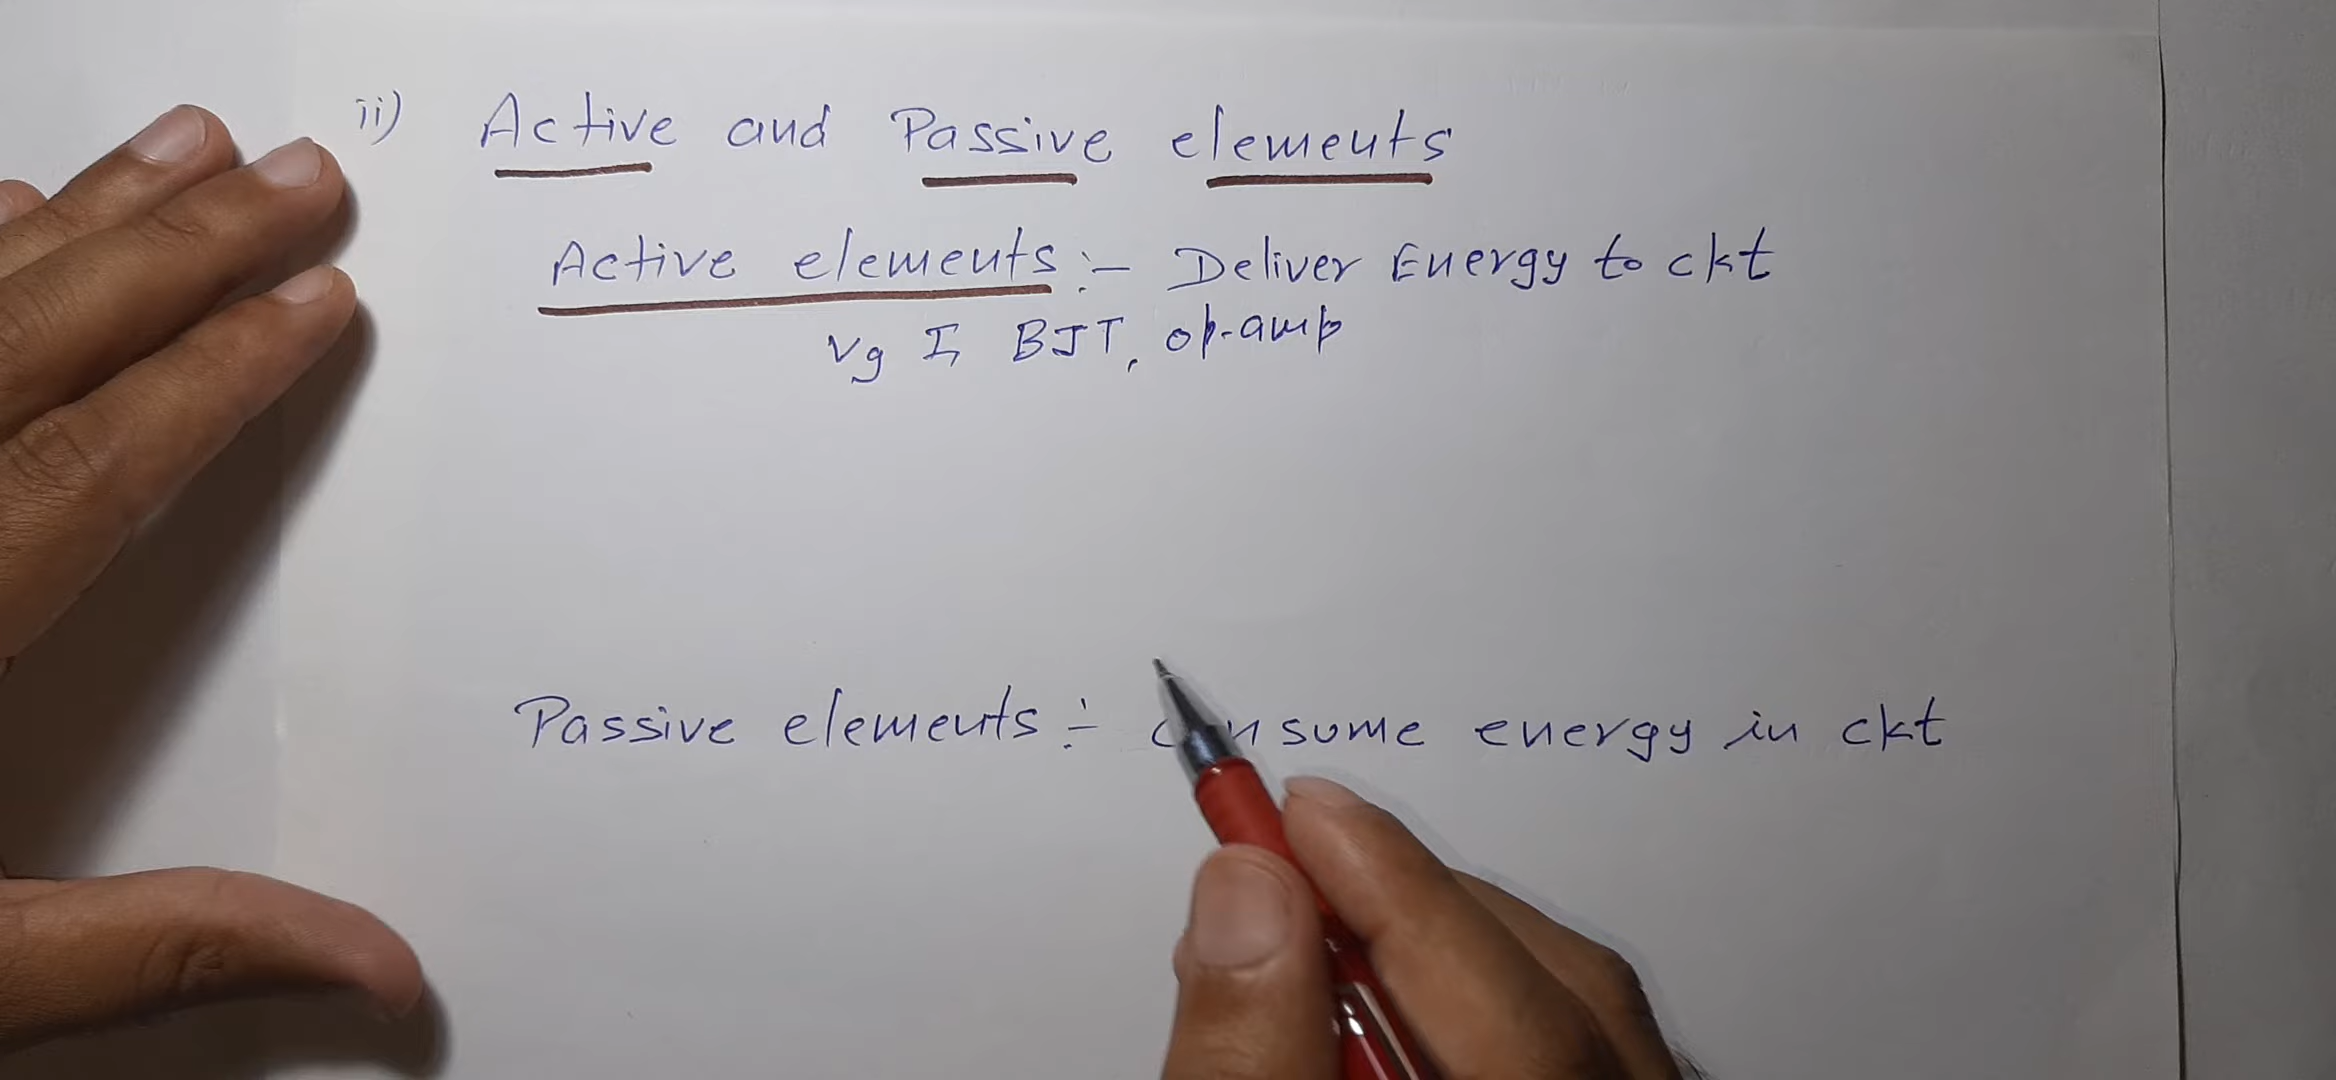 ii) Active and Passive elements
Active elements :- Deliver Energy to ckt
Vg I, BJT, op-amp
Passive elements :- consume energy in ckt